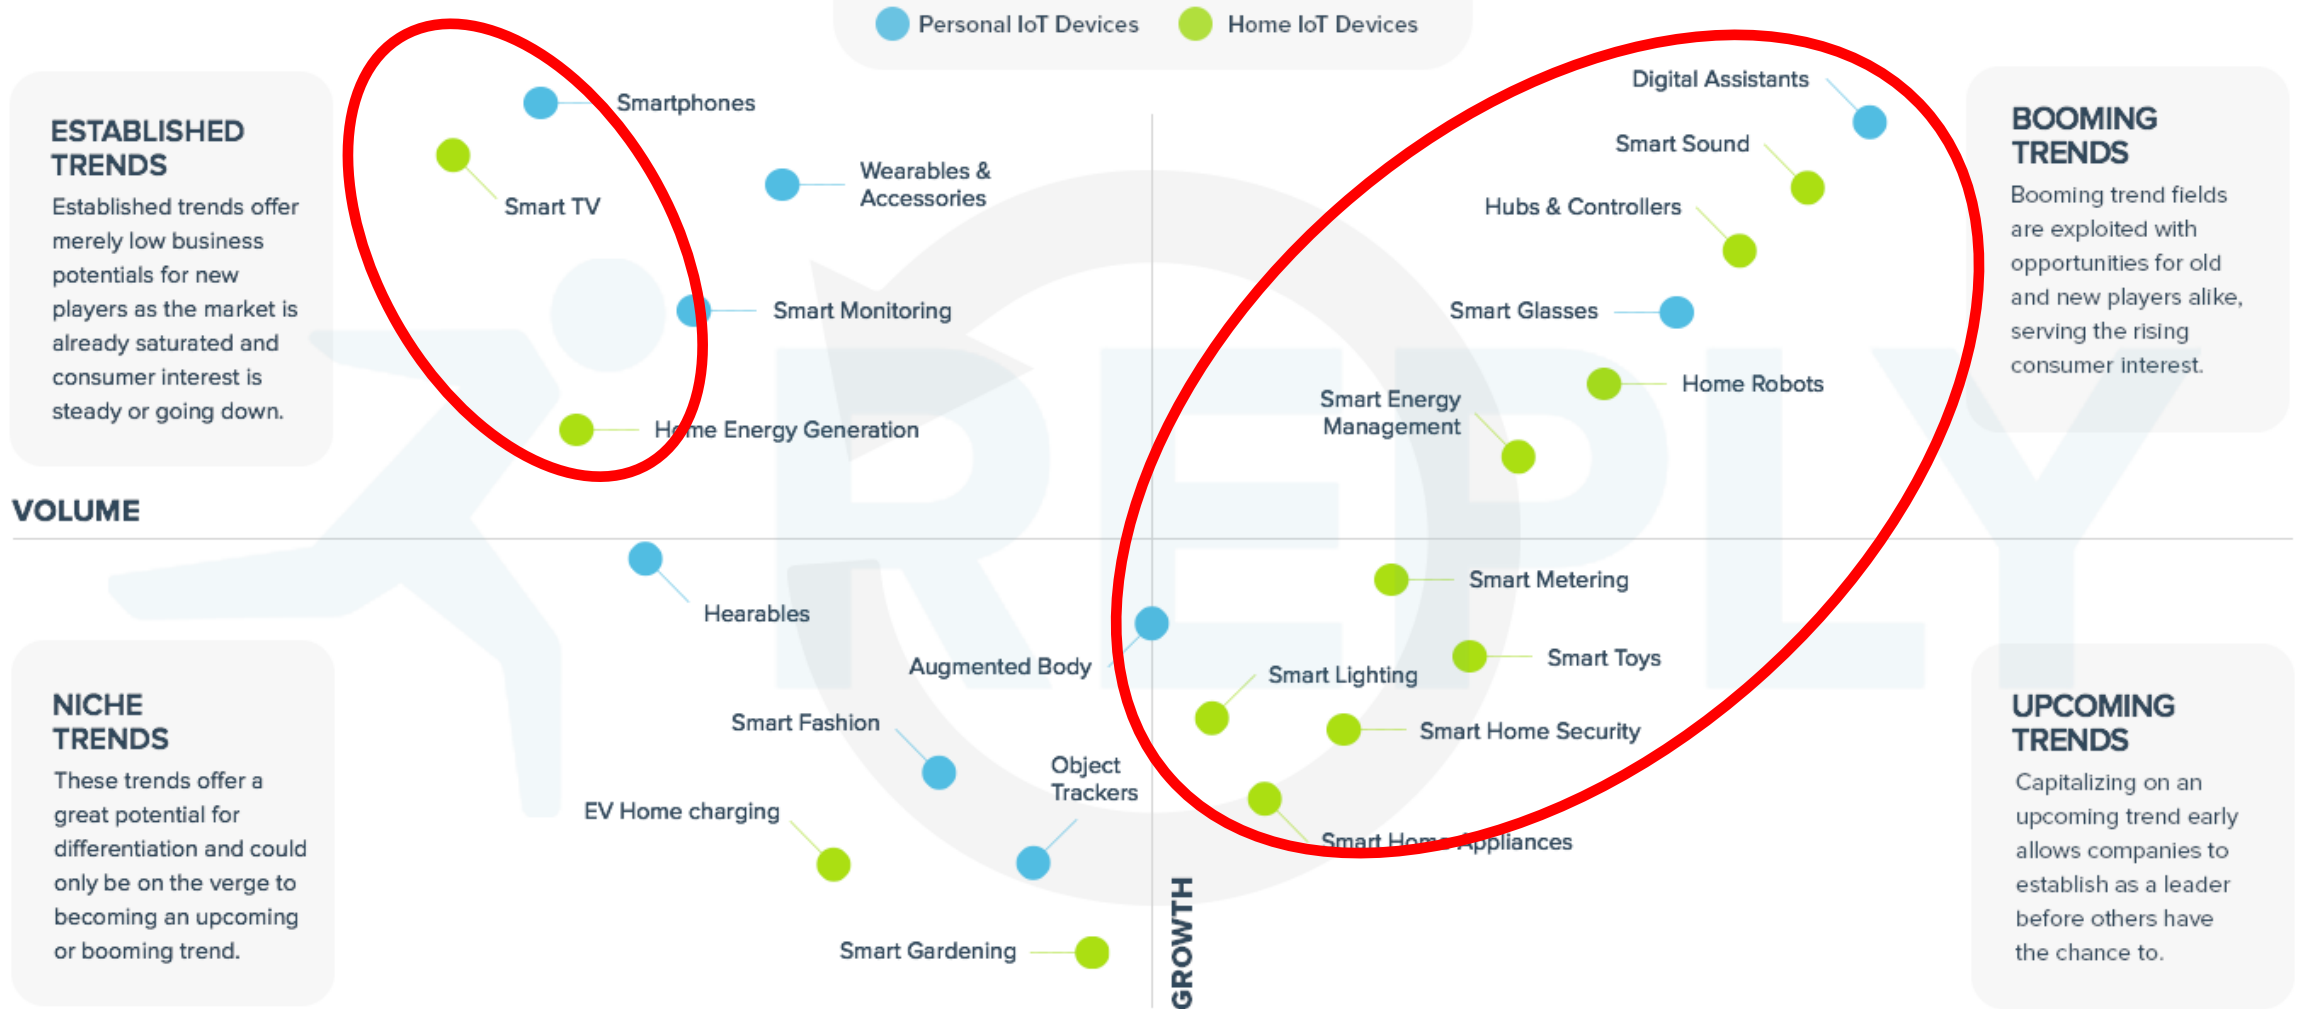 Personal IoT Devices
Home IoT Devices
ESTABLISHED
TRENDS
Established trends offer
merely low business
potentials for new
players as the market is
already saturated and
consumer interest is
steady or going down.
Smartphones
Smart TV
Wearables &
Accessories
Smart Monitoring
Home Energy Generation
Digital Assistants
Smart Sound
Hubs & Controllers
Smart Glasses
Home Robots
Smart Energy
Management
BOOMING
TRENDS
Booming trend fields
are exploited with
opportunities for old
and new players alike,
serving the rising
consumer interest.
VOLUME
REPLY
NICHE
TRENDS
These trends offer a
great potential for
differentiation and could
only be on the verge to
becoming an upcoming
or booming trend.
Hearables
Augmented Body
Smart Fashion
Object
Trackers
EV Home charging
Smart Gardening
Smart Metering
Smart Toys
Smart Lighting
Smart Home Security
Smart Home Appliances
GROWTH
UPCOMING
TRENDS
Capitalizing on an
upcoming trend early
allows companies to
establish as a leader
before others have
the chance to.